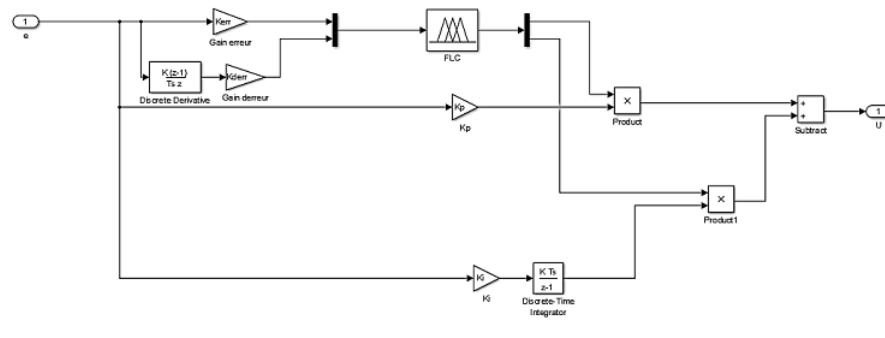 1
e
Kerr
Gain erreur
K (z-1)
Ts z
Discrete Derivative
Kderr
Gain derreur
FLC
Kp
Kp
×
Product
+
+
Subtract
1
U
×
Product1
Ki
Ki
K Ts
z-1
Discrete-Time
Integrator